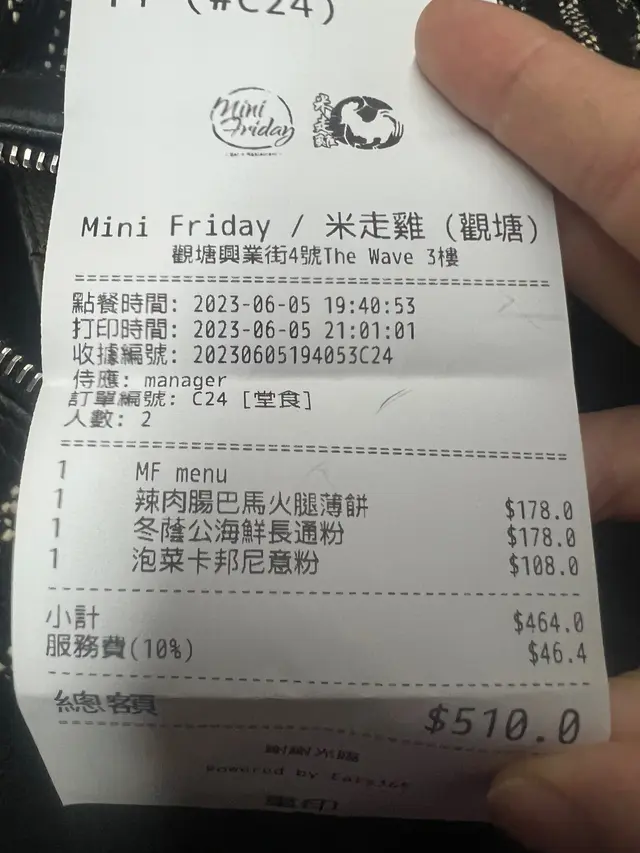 (#C24)
Mini Friday
米走雞
Mini Friday / 米走雞 (觀塘)
觀塘興業街4號The Wave 3樓
點餐時間: 2023-06-05 19:40:53
打印時間: 2023-06-05 21:01:01
收據編號: 20230605194053C24
侍應: manager
訂單編號: C24 [堂食]
人數: 2
1 MF menu
1 辣肉腸巴馬火腿薄餅 $178.0
1 冬蔭公海鮮長通粉 $178.0
1 泡菜卡邦尼意粉 $108.0
小計 $464.0
服務費(10%) $46.4
總額 $510.0